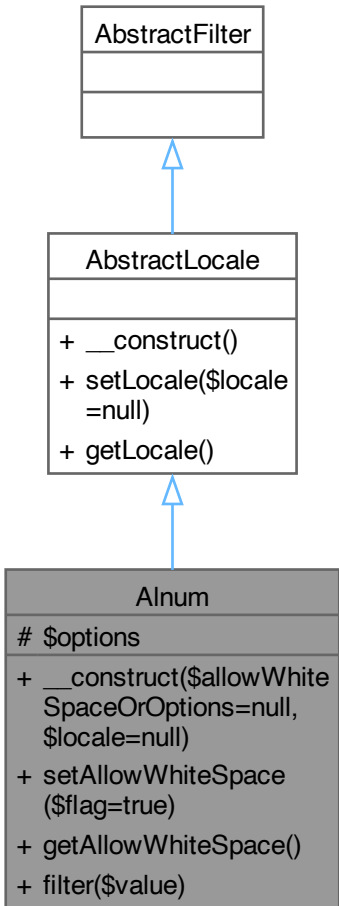 AbstractFilter
AbstractLocale
+ __construct()
+ setLocale($locale
=null)
+ getLocale()
Alnum
# $options
+ __construct($allowWhite
SpaceOrOptions=null,
$locale=null)
+ setAllowWhiteSpace
($flag=true)
+ getAllowWhiteSpace()
+ filter($value)